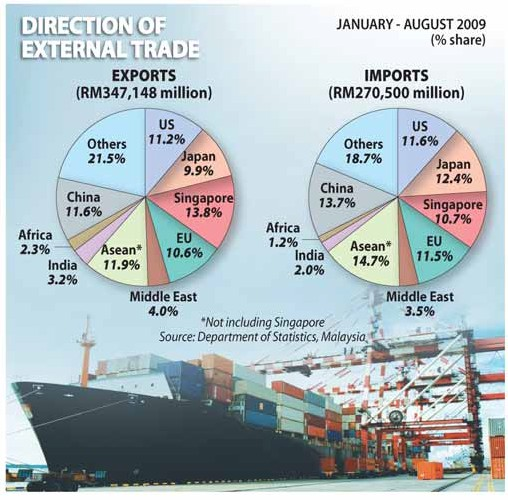 DIRECTION OF
EXTERNAL TRADE
JANUARY - AUGUST 2009
(% share)
EXPORTS
(RM347,148 million)
US
11.2%
Japan
9.9%
Singapore
13.8%
EU
10.6%
Middle East
4.0%
Asean*
11.9%
India
3.2%
Africa
2.3%
China
11.6%
Others
21.5%
IMPORTS
(RM270,500 million)
US
11.6%
Japan
12.4%
Singapore
10.7%
EU
11.5%
Middle East
3.5%
Asean*
14.7%
India
2.0%
Africa
1.2%
China
13.7%
Others
18.7%
*Not including Singapore
Source: Department of Statistics, Malaysia